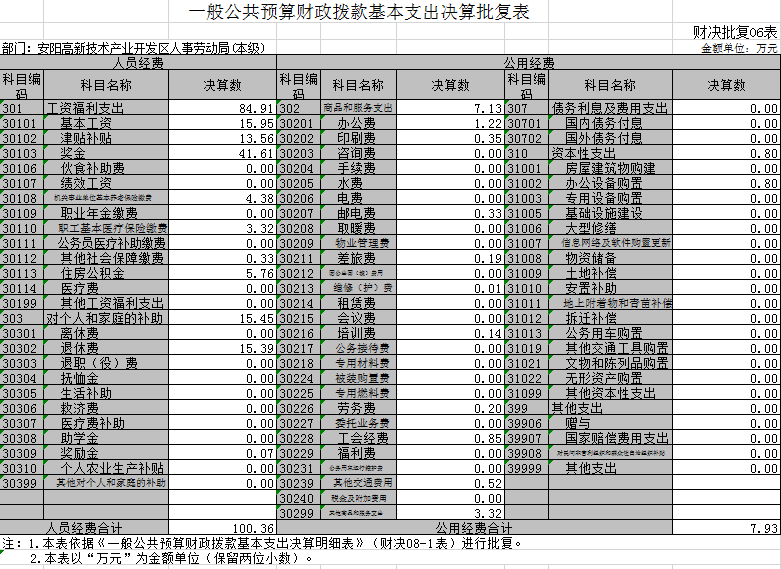 一般公共预算财政拨款基本支出决算批复表
财决批复06表
部门：安阳高新技术产业开发区人事劳动局(本级) 金额单位：万元
人员经费 公用经费
科目编码 科目名称 决算数 科目编码 科目名称 决算数 科目编码 科目名称 决算数
301 工资福利支出 84.91 302 商品和服务支出 7.13 307 债务利息及费用支出 0.00
30101 基本工资 15.95 30201 办公费 1.22 30701 国内债务付息 0.00
30102 津贴补贴 13.56 30202 印刷费 0.35 30702 国外债务付息 0.00
30103 奖金 41.61 30203 咨询费 0.00 310 资本性支出 0.80
30106 伙食补助费 0.00 30204 手续费 0.00 31001 房屋建筑物购建 0.00
30107 绩效工资 0.00 30205 水费 0.00 31002 办公设备购置 0.80
30108 机关事业单位基本养老保险缴费 4.38 30206 电费 0.00 31003 专用设备购置 0.00
30109 职业年金缴费 0.00 30207 邮电费 0.33 31005 基础设施建设 0.00
30110 职工基本医疗保险缴费 3.32 30208 取暖费 0.00 31006 大型修缮 0.00
30111 公务员医疗补助缴费 0.00 30209 物业管理费 0.00 31007 信息网络及软件购置更新 0.00
30112 其他社会保障缴费 0.33 30211 差旅费 0.19 31008 物资储备 0.00
30113 住房公积金 5.76 30212 因公出国（境）费用 0.00 31009 土地补偿 0.00
30114 医疗费 0.00 30213 维修（护）费 0.01 31010 安置补助 0.00
30199 其他工资福利支出 0.00 30214 租赁费 0.00 31011 地上附着物和青苗补偿 0.00
303 对个人和家庭的补助 15.45 30215 会议费 0.00 31012 拆迁补偿 0.00
30301 离休费 0.00 30216 培训费 0.14 31013 公务用车购置 0.00
30302 退休费 15.39 30217 公务接待费 0.00 31019 其他交通工具购置 0.00
30303 退职（役）费 0.00 30218 专用材料费 0.00 31021 文物和陈列品购置 0.00
30304 抚恤金 0.00 30224 被装购置费 0.00 31022 无形资产购置 0.00
30305 生活补助 0.00 30225 专用燃料费 0.00 31099 其他资本性支出 0.00
30306 救济费 0.00 30226 劳务费 0.20 399 其他支出 0.00
30307 医疗费补助 0.00 30227 委托业务费 0.00 39906 赠与 0.00
30308 助学金 0.00 30228 工会经费 0.85 39907 国家赔偿费用支出 0.00
30309 奖励金 0.07 30229 福利费 0.00 39908 对民间非营利组织和群众性自治组织补贴 0.00
30310 个人农业生产补贴 0.00 30231 公务用车运行维护费 0.00 39999 其他支出 0.00
30399 其他对个人和家庭的补助 0.00 30239 其他交通费用 0.52
30240 税金及附加费用 0.00
30299 其他商品和服务支出 3.32
人员经费合计 100.36 公用经费合计 7.93
注：1.本表依据《一般公共预算财政拨款基本支出决算明细表》（财决08-1表）进行批复。
2.本表以“万元”为金额单位（保留两位小数）。